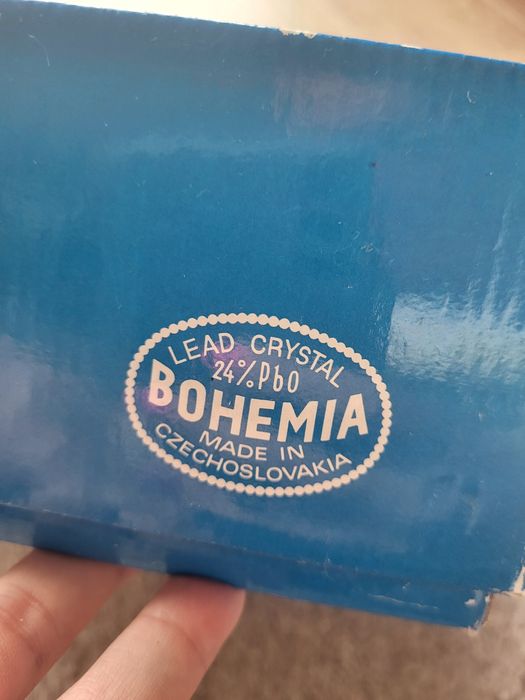 LEAD CRYSTAL
24% PbO
BOHEMIA
MADE IN
CZECHOSLOVAKIA